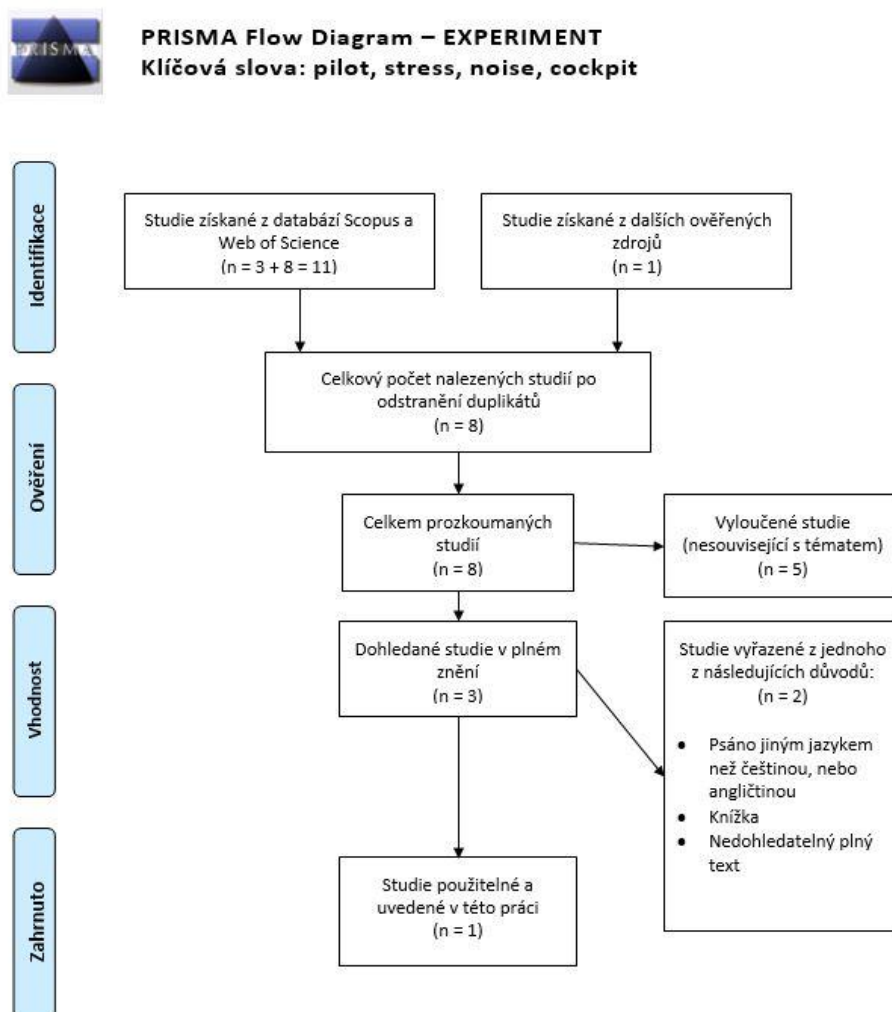 PRISMA
PRISMA Flow Diagram – EXPERIMENT
Klíčová slova: pilot, stress, noise, cockpit
Identifikace
Studie získané z databází Scopus a
Web of Science
(n = 3 + 8 = 11)
Studie získané z dalších ověřených
zdrojů
(n = 1)
Celkový počet nalezených studií po
odstranění duplikátů
(n = 8)
Ověření
Celkem prozkoumaných
studií
(n = 8)
Vyloučené studie
(nesouvisející s tématem)
(n = 5)
Vhodnost
Dohledané studie v plném
znění
(n = 3)
Studie vyřazené z jednoho
z následujících důvodů:
(n = 2)
● Psáno jiným jazykem
než češtinou, nebo
angličtinou
● Knížka
● Nedohledatelný plný
text
Zahrnuto
Studie použitelné a
uvedené v této práci
(n = 1)